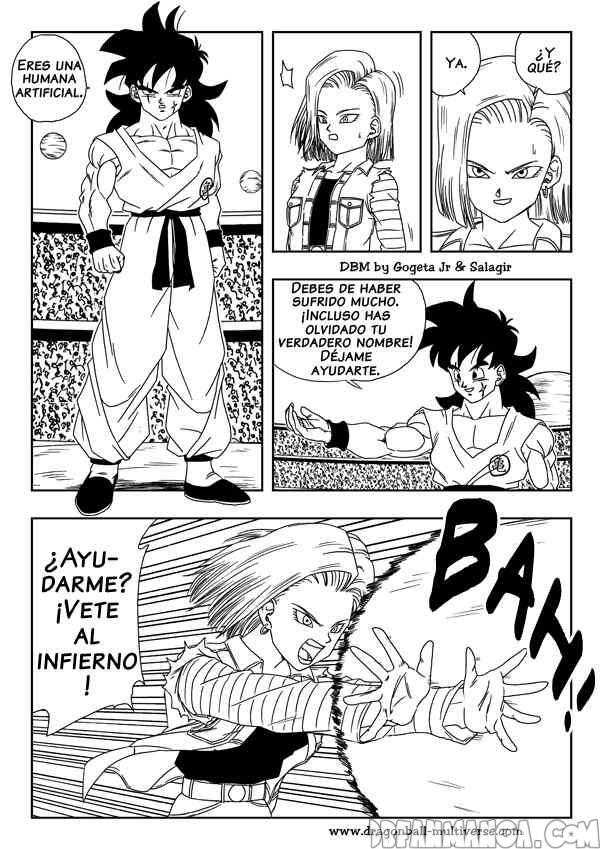 ERES UNA
HUMANA
ARTIFICIAL.
YA.
¿Y
QUÉ?
DBM by Gogeta Jr & Salagir
DEBES DE HABER
SUFRIDO MUCHO.
¡INCLUSO HAS
OLVIDADO TU
VERDADERO NOMBRE!
DÉJAME
AYUDARTE.
¿AYU-
DARME?
¡VETE
AL
INFIERNO
!
BAH!
www.dragonball-multiverse.com
DBFANMANGA.COM